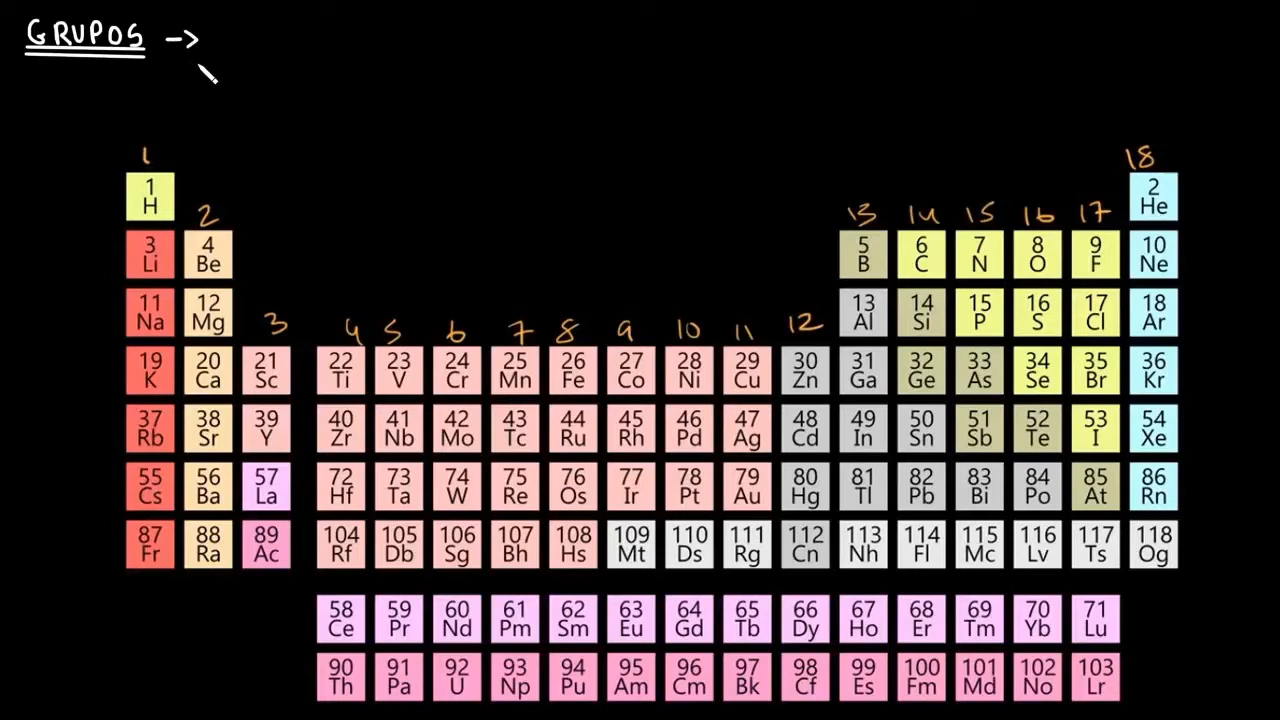 GRUPOS ->
1 18
1 2
H He
2 13 14 15 16 17
3 4 5 6 7 8 9 10
Li Be B C N O F Ne
11 12 13 14 15 16 17 18
Na Mg Al Si P S Cl Ar
3 4 5 6 7 8 9 10 11 12
19 20 21 22 23 24 25 26 27 28 29 30 31 32 33 34 35 36
K Ca Sc Ti V Cr Mn Fe Co Ni Cu Zn Ga Ge As Se Br Kr
37 38 39 40 41 42 43 44 45 46 47 48 49 50 51 52 53 54
Rb Sr Y Zr Nb Mo Tc Ru Rh Pd Ag Cd In Sn Sb Te I Xe
55 56 57 72 73 74 75 76 77 78 79 80 81 82 83 84 85 86
Cs Ba La Hf Ta W Re Os Ir Pt Au Hg Tl Pb Bi Po At Rn
87 88 89 104 105 106 107 108 109 110 111 112 113 114 115 116 117 118
Fr Ra Ac Rf Db Sg Bh Hs Mt Ds Rg Cn Nh Fl Mc Lv Ts Og
58 59 60 61 62 63 64 65 66 67 68 69 70 71
Ce Pr Nd Pm Sm Eu Gd Tb Dy Ho Er Tm Yb Lu
90 91 92 93 94 95 96 97 98 99 100 101 102 103
Th Pa U Np Pu Am Cm Bk Cf Es Fm Md No Lr